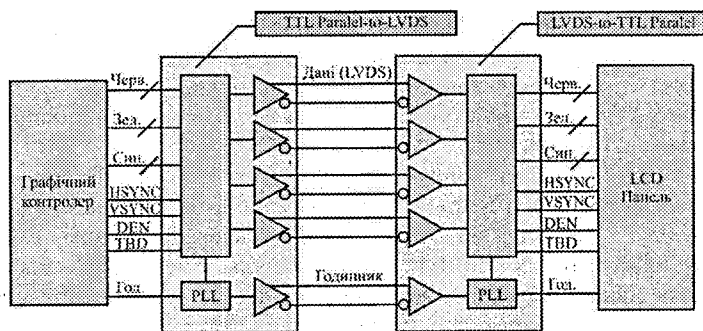 TTL Paralel-to-LVDS
LVDS-to-TTL Paralel
Дані (LVDS)
Черв.
Зел.
Син.
HSYNC
VSYNC
DEN
TBD
Год.
Графічний
контролер
PLL
Годинник
PLL
Черв.
Зел.
Син.
HSYNC
VSYNC
DEN
TBD
Год.
LCD
Панель